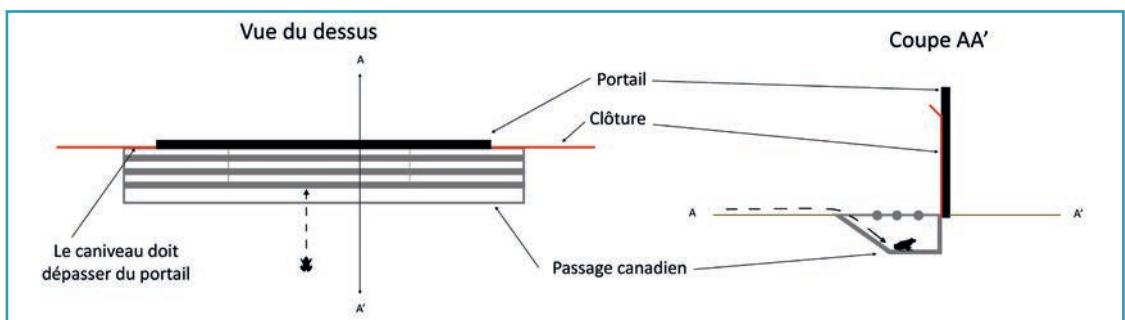 Vue du dessus
A
Portail
Clôture
Le caniveau doit
dépasser du portail
Passage canadien
A'
Coupe AA’
A
A'